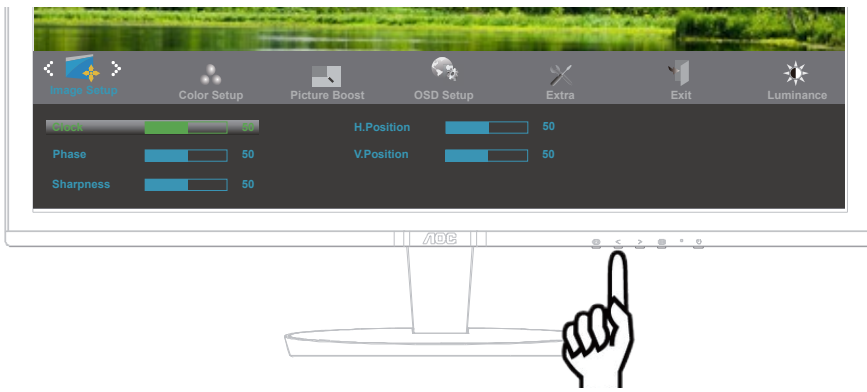 < >
Image Setup Color Setup Picture Boost OSD Setup Extra Exit Luminance
Clock 50 H.Position 50
Phase 50 V.Position 50
Sharpness 50
AOC
< >